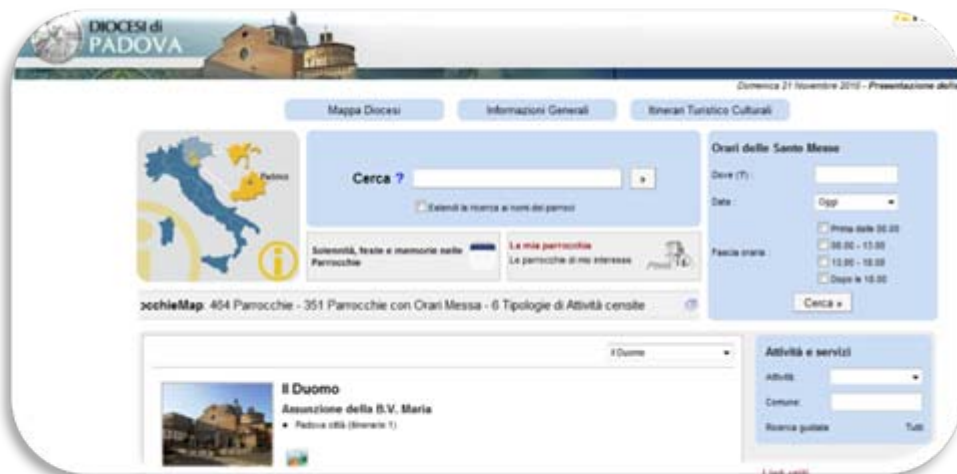 DIOCESI di
PADOVA
Domenica 21 Novembre 2010 - Presentazione della
Mappa Diocesi
Informazioni Generali
Itinerari Turistico Culturali
Padova
Cerca ?
Estendi la ricerca ai nomi dei parroci
Solennità, feste e memorie nelle
Parrocchie
La mia parrocchia
Le parrocchie di mio interesse
occhieMap: 464 Parrocchie - 351 Parrocchie con Orari Messa - 6 Tipologie di Attività censite
Orari delle Sante Messe
Dove (?) :
Data :
Oggi
Fascia oraria :
Prima delle 08.00
08.00 - 13.00
13.00 - 18.00
Dopo le 18.00
Cerca »
Il Duomo
Il Duomo
Assunzione della B.V. Maria
Padova città (itinerario 1)
Attività e servizi
Attività:
Comune:
Ricerca guidata
Tutti